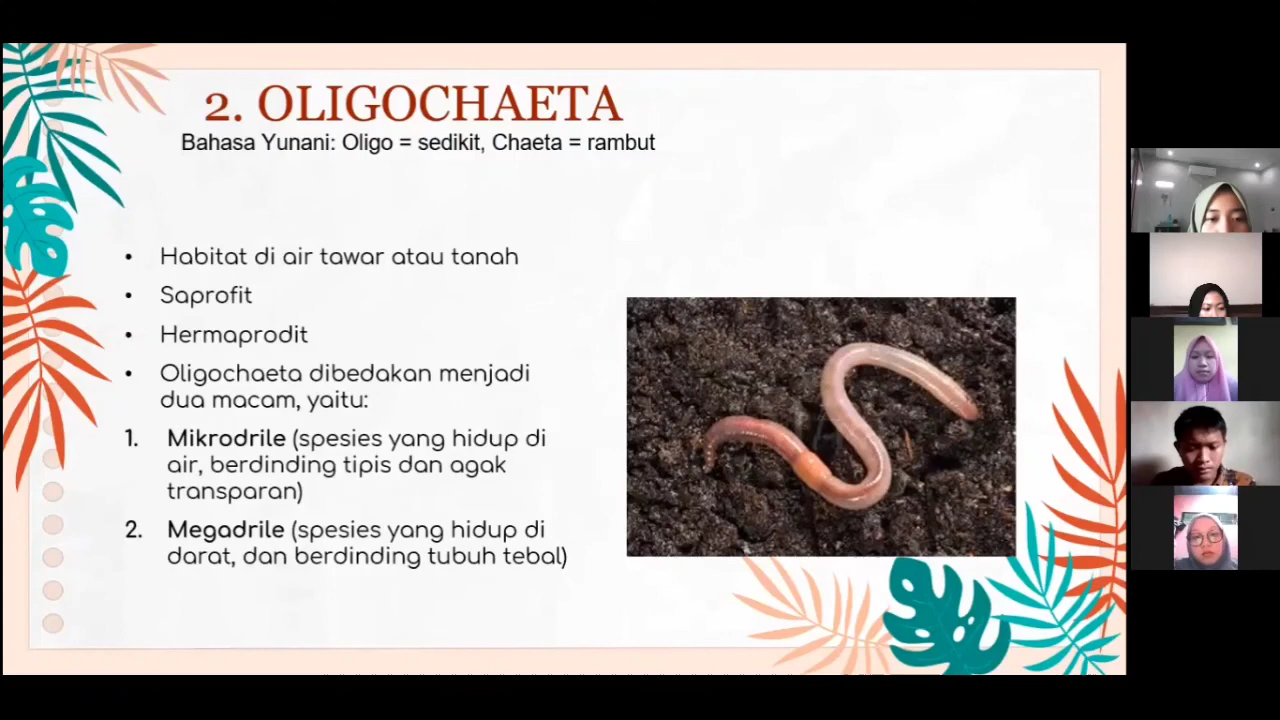 2. OLIGOCHAETA
Bahasa Yunani: Oligo = sedikit, Chaeta = rambut
• Habitat di air tawar atau tanah
• Saprofit
• Hermaprodit
• Oligochaeta dibedakan menjadi
dua macam, yaitu:
1. Mikrodrile (spesies yang hidup di
air, berdinding tipis dan agak
transparan)
2. Megadrile (spesies yang hidup di
darat, dan berdinding tubuh tebal)